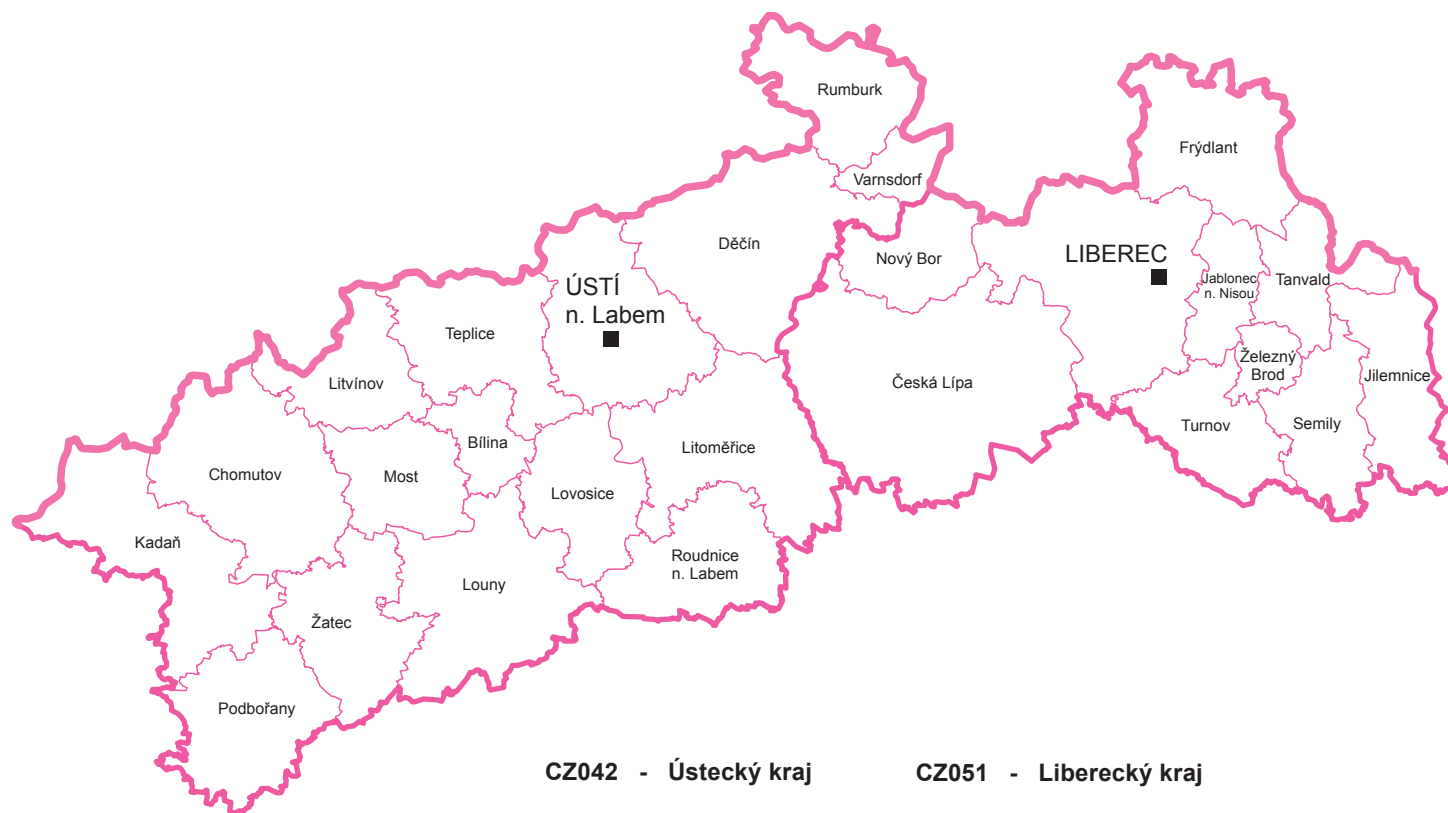 Rumburk
Frýdlant
Varnsdorf
Děčín
Nový Bor
LIBEREC
Jablonec
n. Nisou
Tanvald
ÚSTÍ
n. Labem
Teplice
Litvínov
Česká Lípa
Železný
Brod
Jilemnice
Turnov
Semily
Bílina
Litoměřice
Chomutov
Most
Lovosice
Kadaň
Roudnice
n. Labem
Louny
Žatec
Podbořany
CZ042 - Ústecký kraj
CZ051 - Liberecký kraj